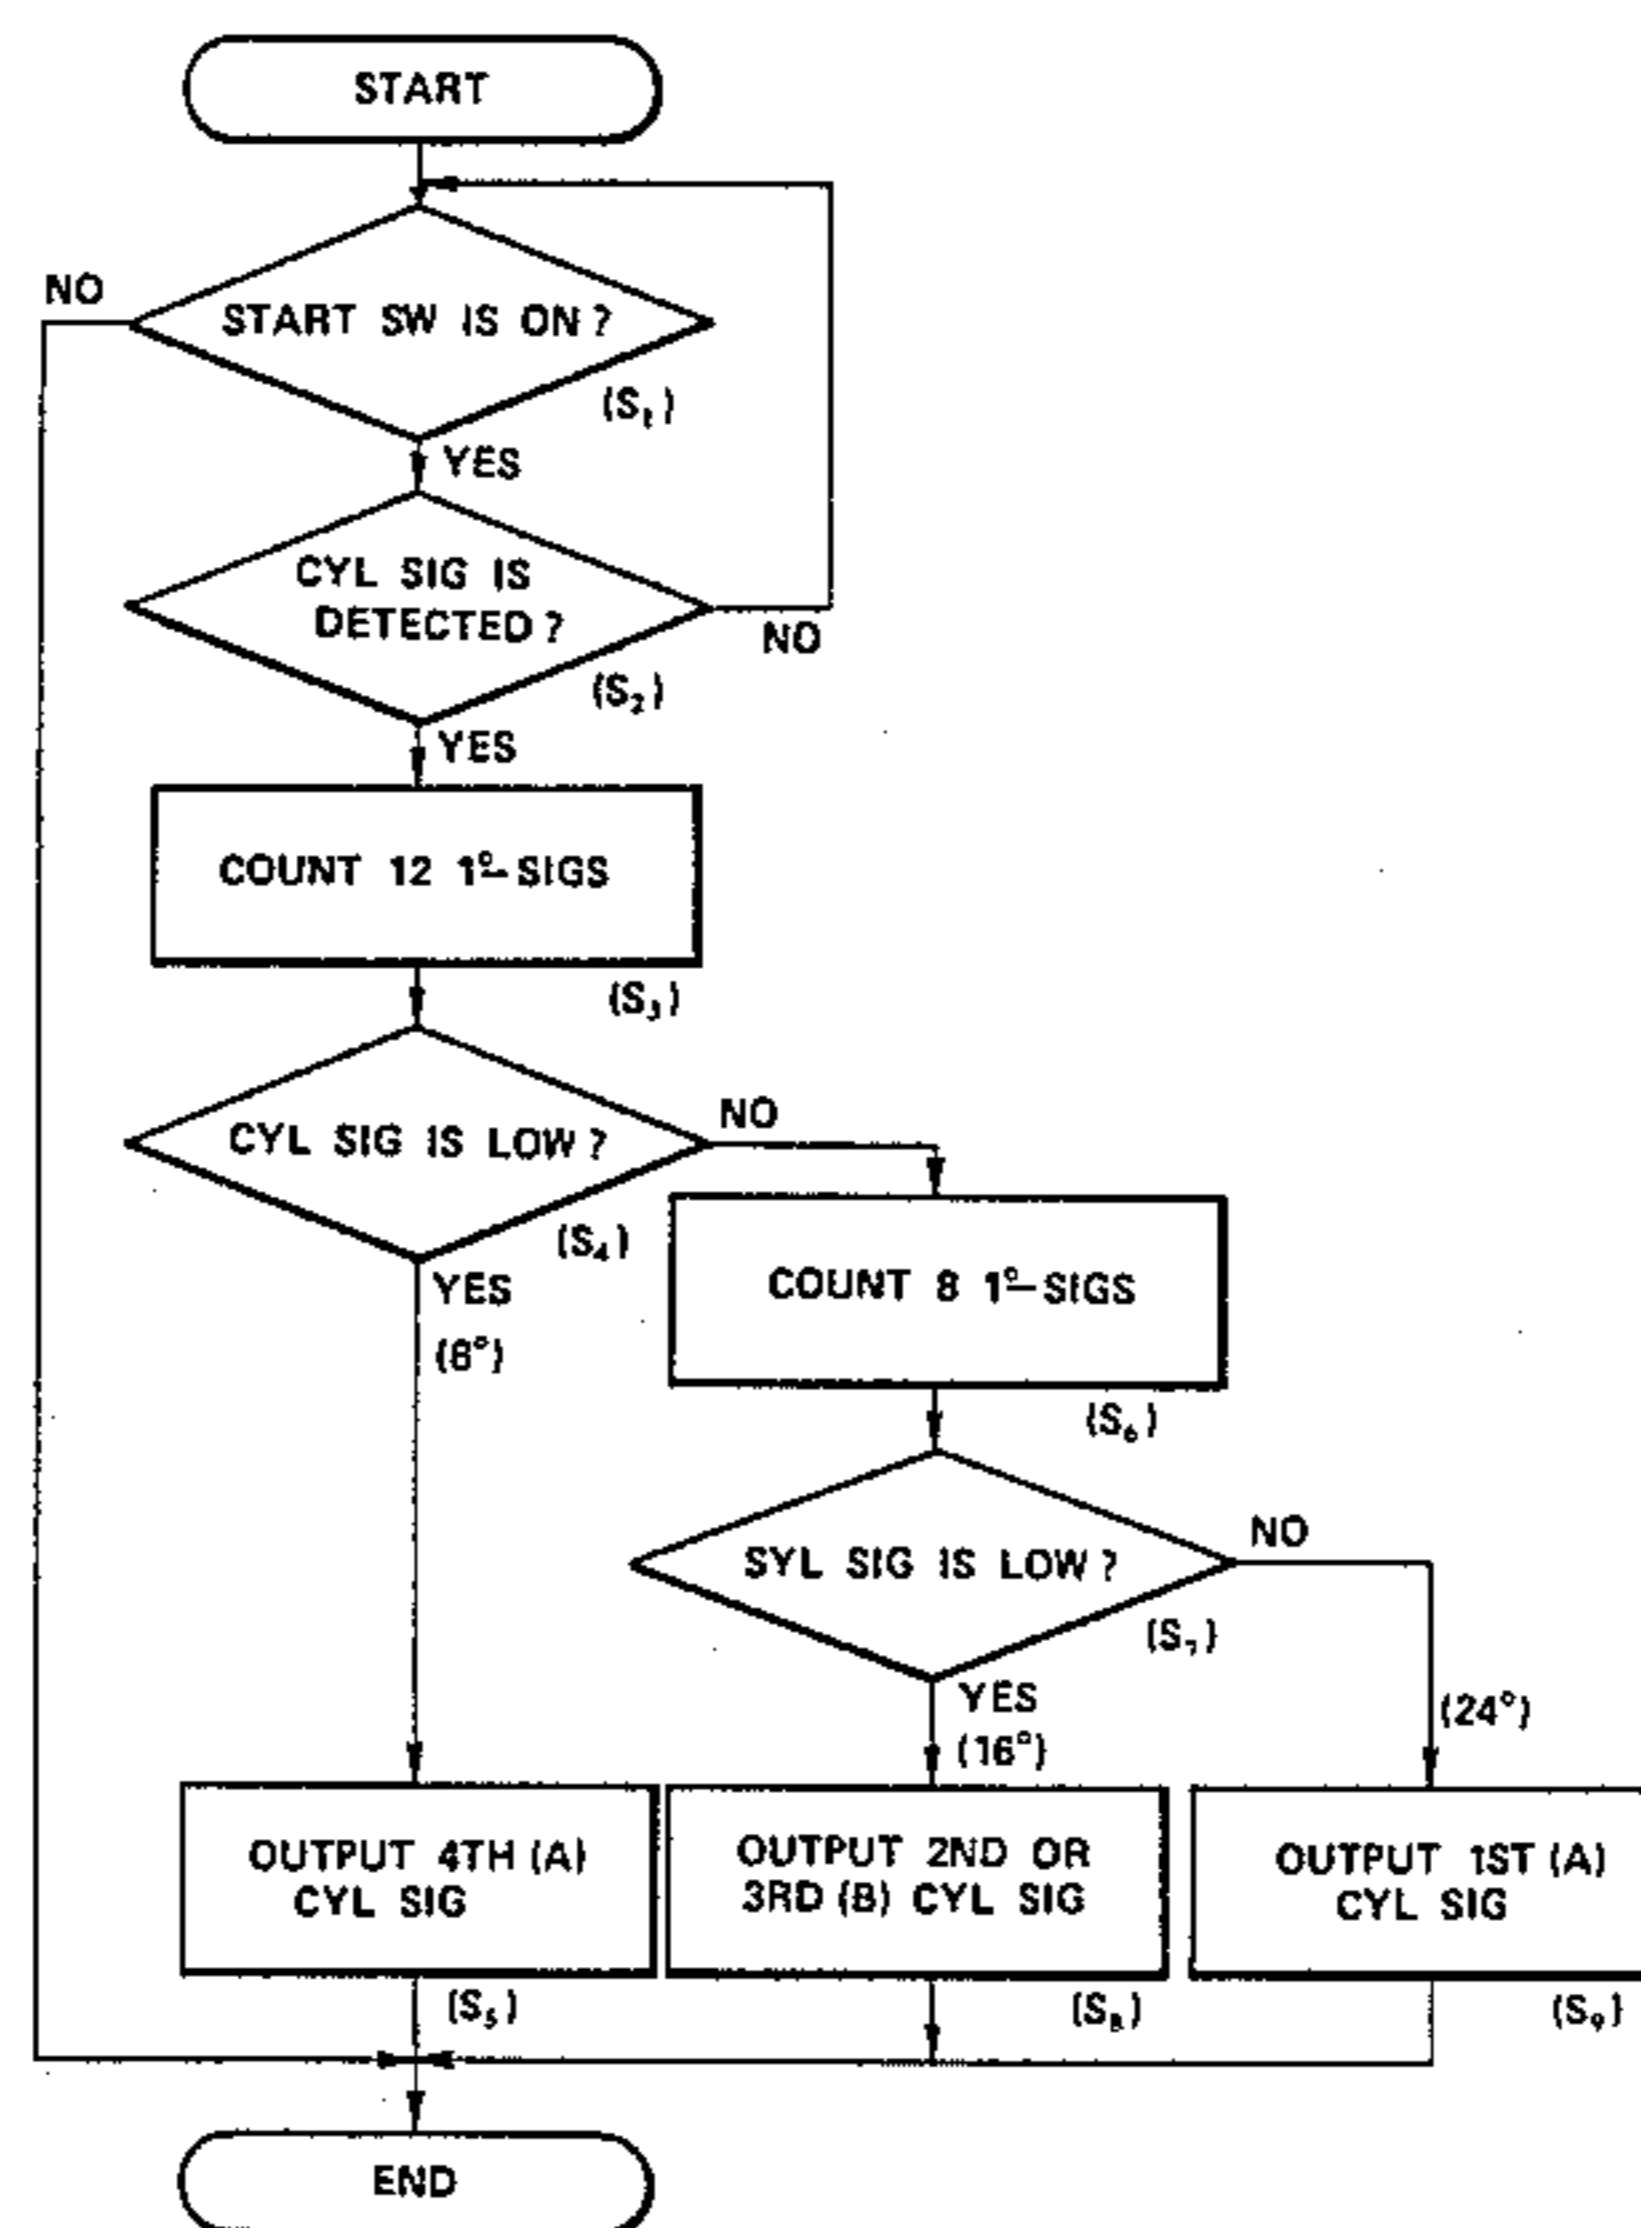 START
NO
START SW IS ON ?
(S₁)
YES
CYL SIG IS
DETECTED ?
NO
(S₂)
YES
COUNT 12 1°-SIGS
(S₃)
NO
CYL SIG IS LOW ?
(S₄)
YES
(8°)
COUNT 8 1°-SIGS
(S₆)
NO
SYL SIG IS LOW ?
(S₇)
YES
(16°)
(24°)
OUTPUT 4TH (A)
CYL SIG
(S₅)
OUTPUT 2ND OR
3RD (B) CYL SIG
(S₈)
OUTPUT 1ST (A)
CYL SIG
(S₉)
END